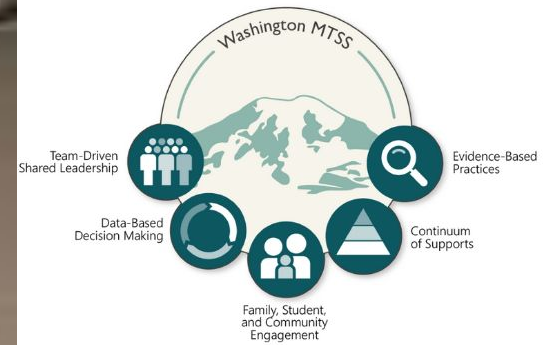 Washington MTSS
Team-Driven
Shared Leadership
Evidence-Based
Practices
Data-Based
Decision Making
Continuum
of Supports
Family, Student,
and Community
Engagement